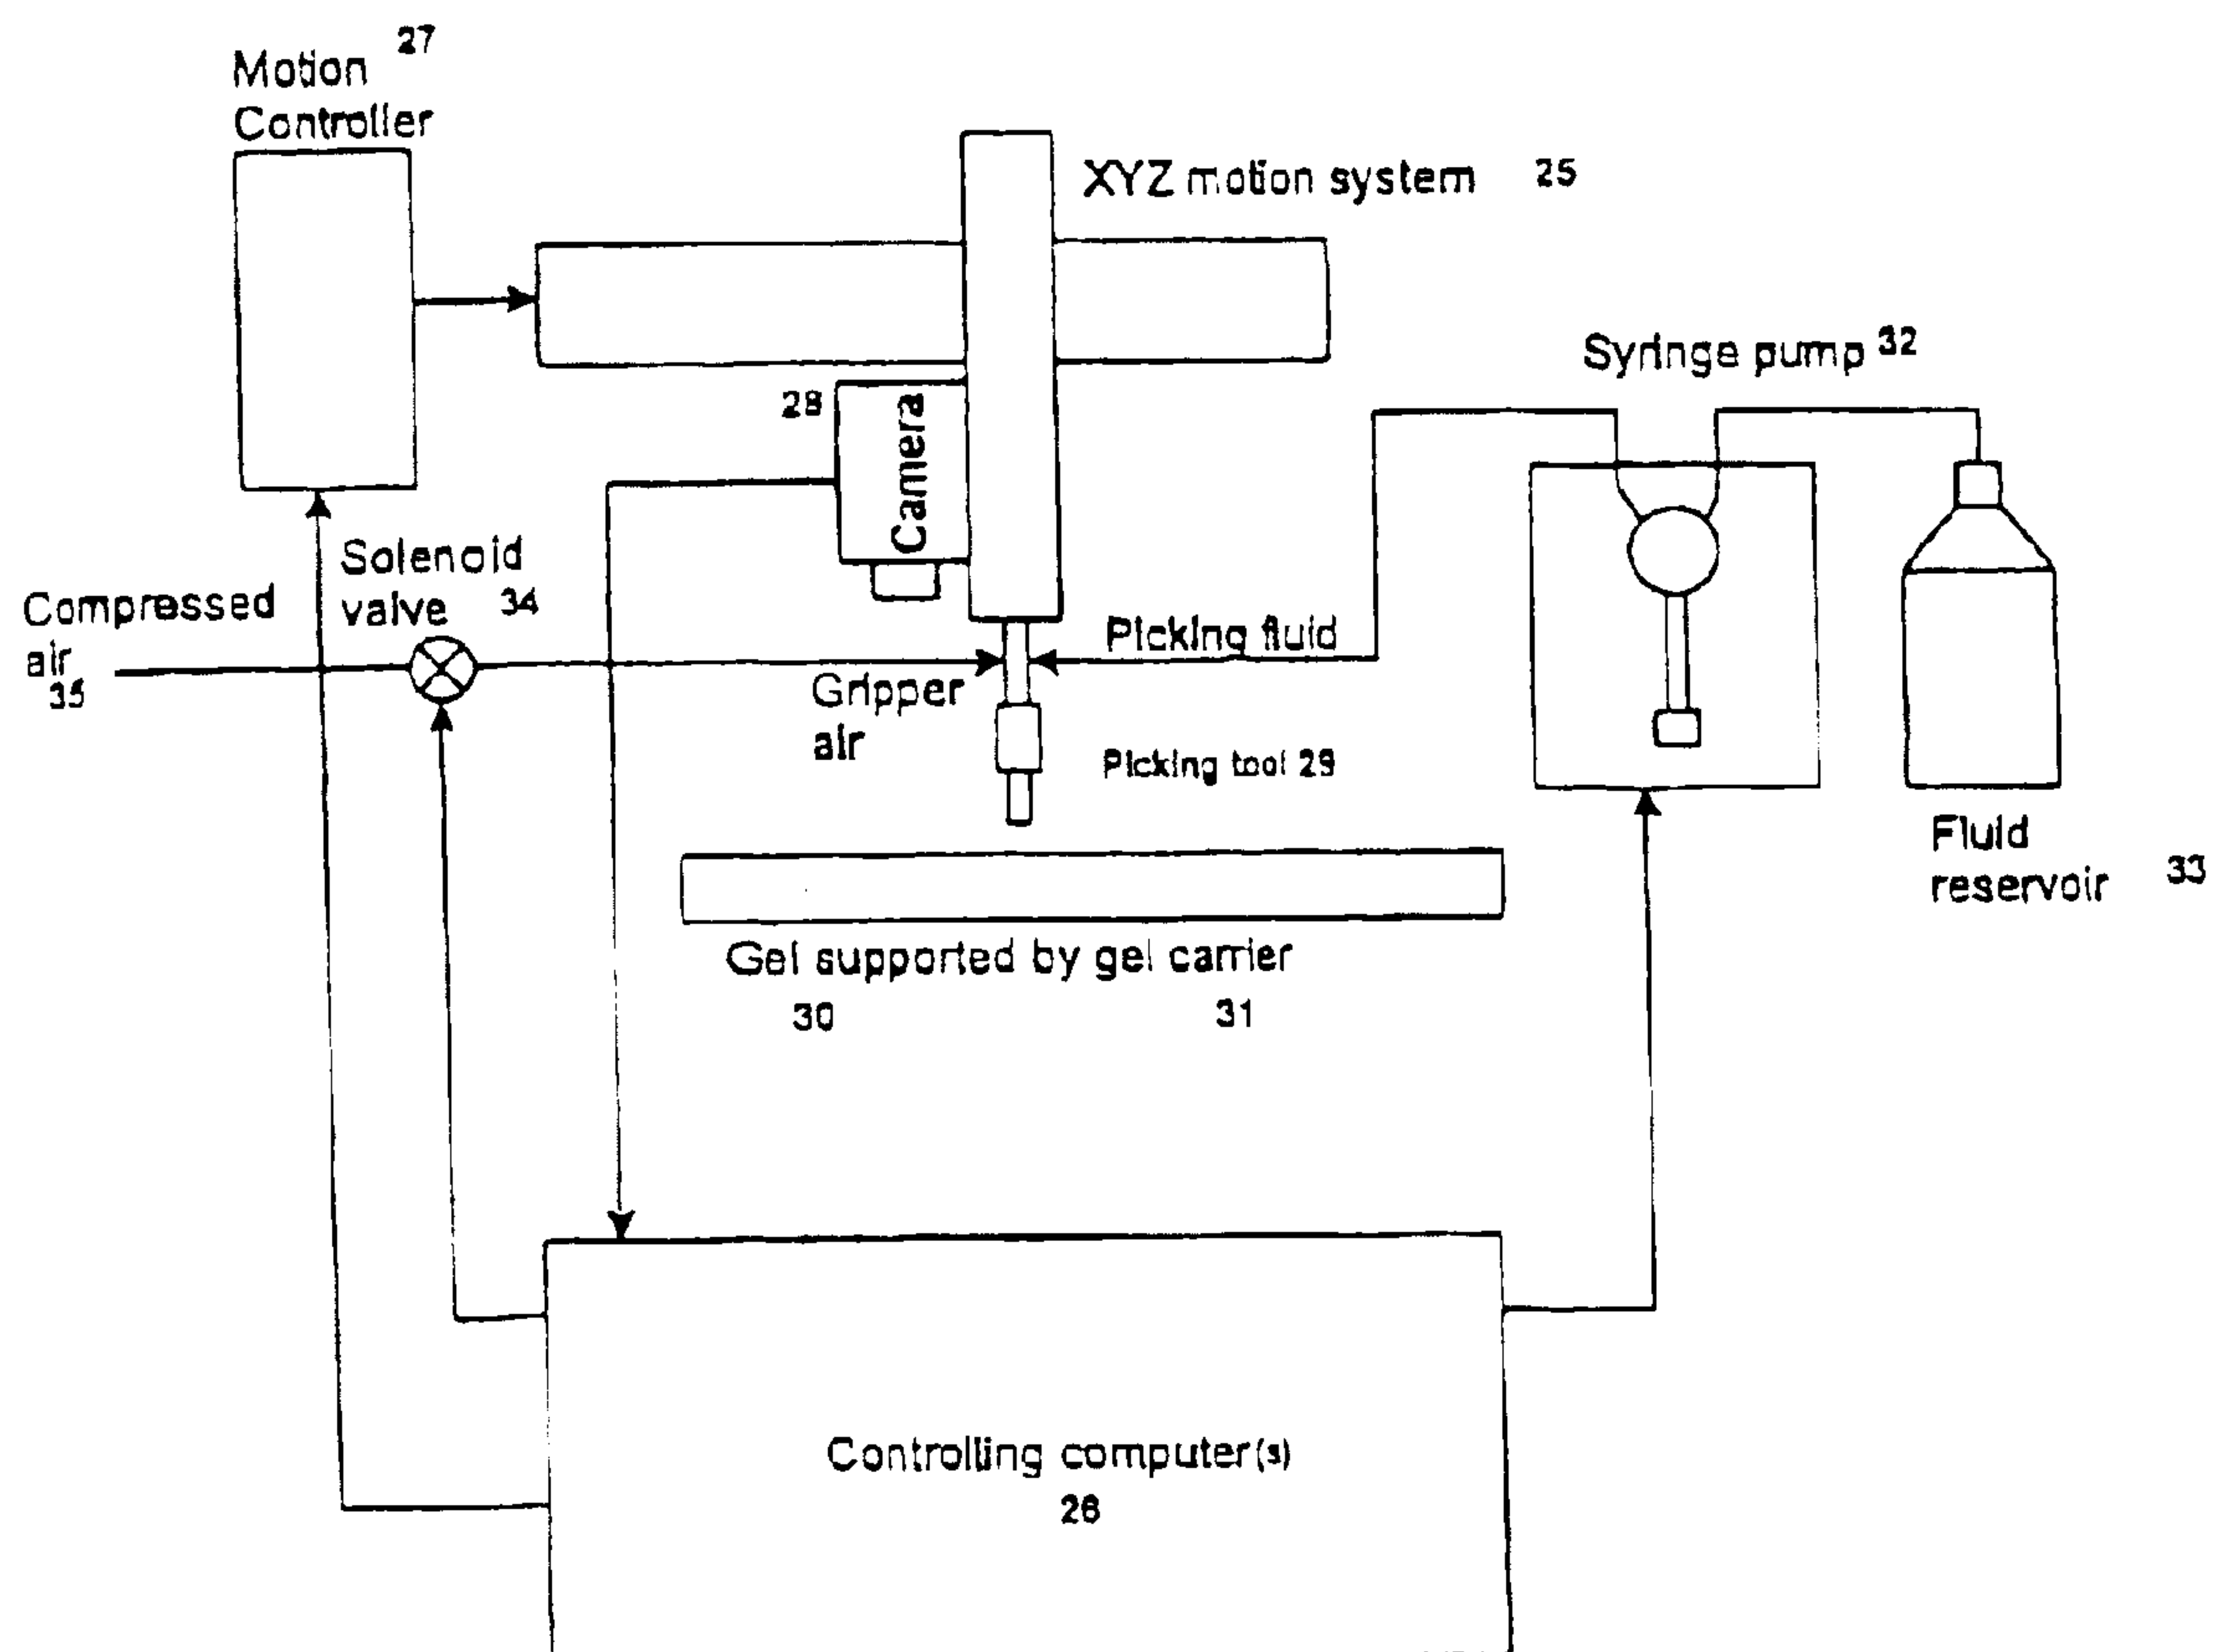 27
Motion
Controller
XYZ motion system 25
Syringe pump 32
28
Camera
Solenoid
valve 34
Compressed
air
35
Picking fluid
Gripper
air
Picking tool 29
Fluid
reservoir 33
Gel supported by gel carrier
30 31
Controlling computer(s)
26